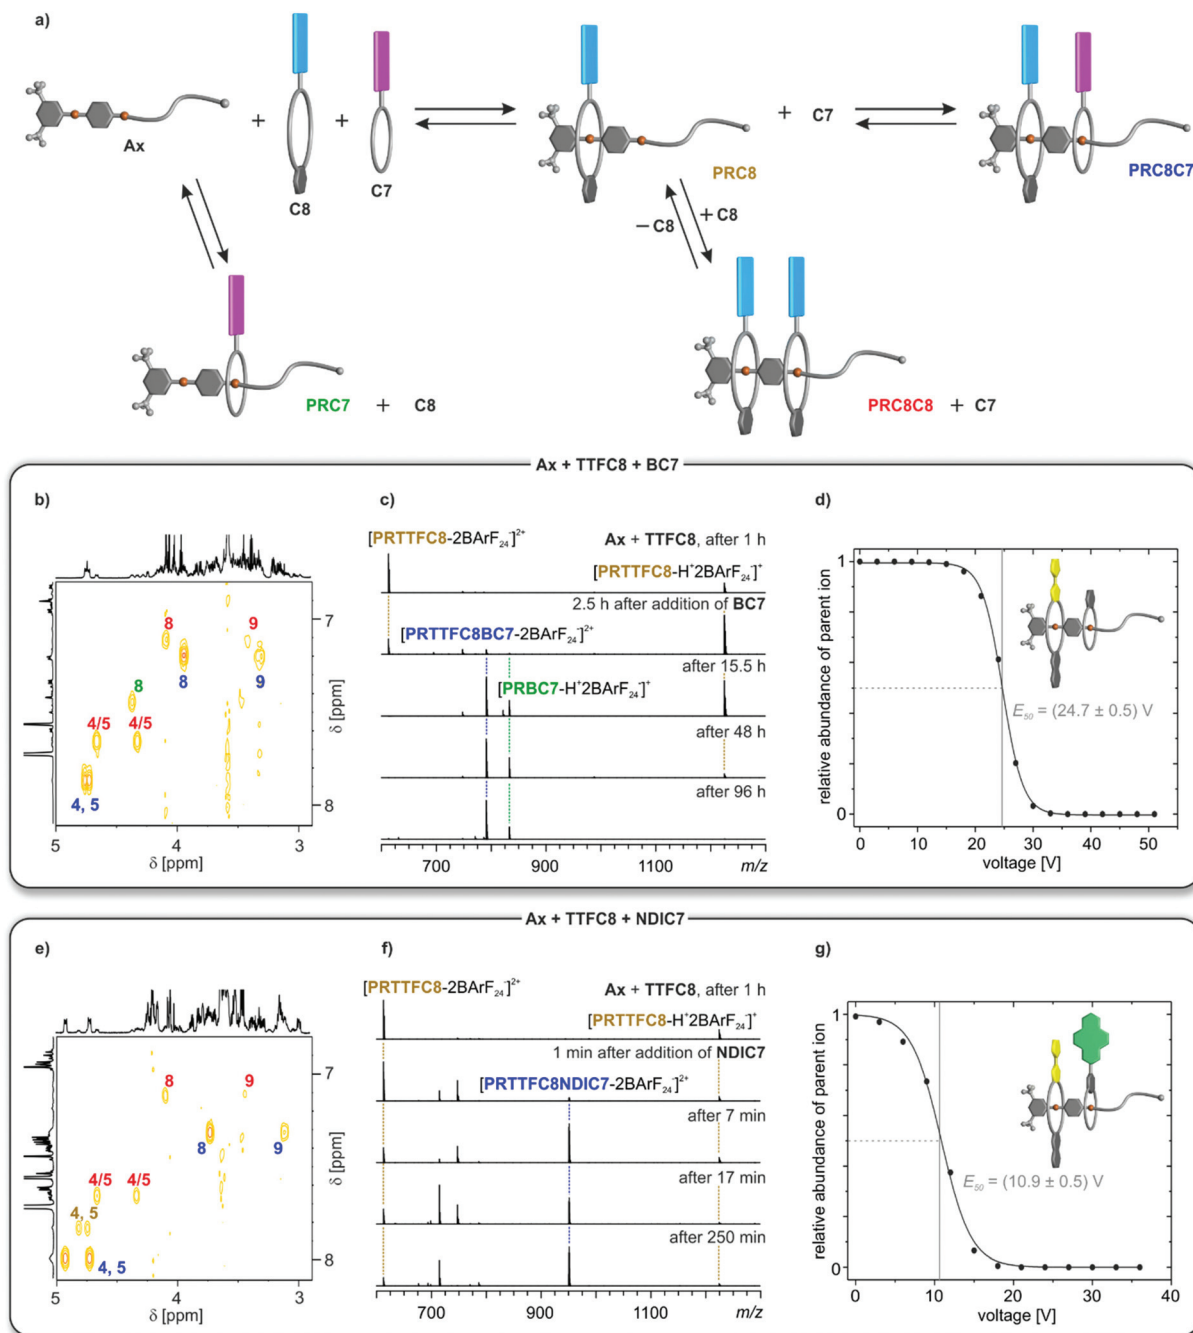 a)
+ + + C7
Ax
C8
C7
PRC8
PRC8C7
− C8
+ C8
PRC7 + C8
PRC8C8 + C7
Ax + TTFC8 + BC7
b)
8
9
8
8
9
4/5
4/5
4, 5
7
8
5
4
3
δ [ppm]
δ [ppm]
c)
[PRTTFC8-2BArF₂₄⁻]²⁺
Ax + TTFC8, after 1 h
[PRTTFC8-H⁺2BArF₂₄⁻]⁺
2.5 h after addition of BC7
[PRTTFC8BC7-2BArF₂₄⁻]²⁺
after 15.5 h
[PRBC7-H⁺2BArF₂₄⁻]⁺
after 48 h
after 96 h
700
900
1100
m/z
d)
relative abundance of parent ion
1
0
E₅₀ = (24.7 ± 0.5) V
0
10
20
30
40
50
voltage [V]
Ax + TTFC8 + NDIC7
e)
8
9
8
9
4/5
4/5
4, 5
4, 5
7
8
5
4
3
δ [ppm]
δ [ppm]
f)
[PRTTFC8-2BArF₂₄⁻]²⁺
Ax + TTFC8, after 1 h
[PRTTFC8-H⁺2BArF₂₄⁻]⁺
1 min after addition of NDIC7
[PRTTFC8NDIC7-2BArF₂₄⁻]²⁺
after 7 min
after 17 min
after 250 min
700
900
1100
m/z
g)
relative abundance of parent ion
1
0
E₅₀ = (10.9 ± 0.5) V
0
10
20
30
40
voltage [V]